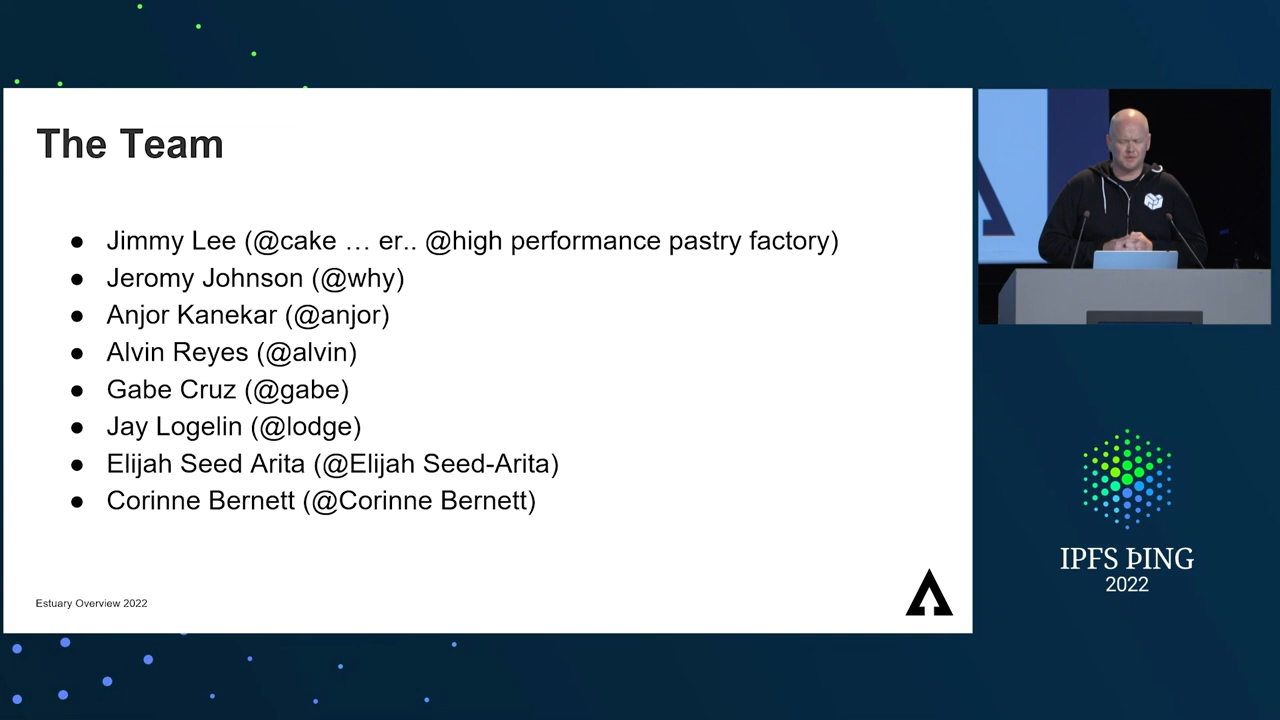 The Team
● Jimmy Lee (@cake … er.. @high performance pastry factory)
● Jeromy Johnson (@why)
● Anjor Kanekar (@anjor)
● Alvin Reyes (@alvin)
● Gabe Cruz (@gabe)
● Jay Logelin (@lodge)
● Elijah Seed Arita (@Elijah Seed-Arita)
● Corinne Bernett (@Corinne Bernett)
Estuary Overview 2022
IPFS ÞING
2022